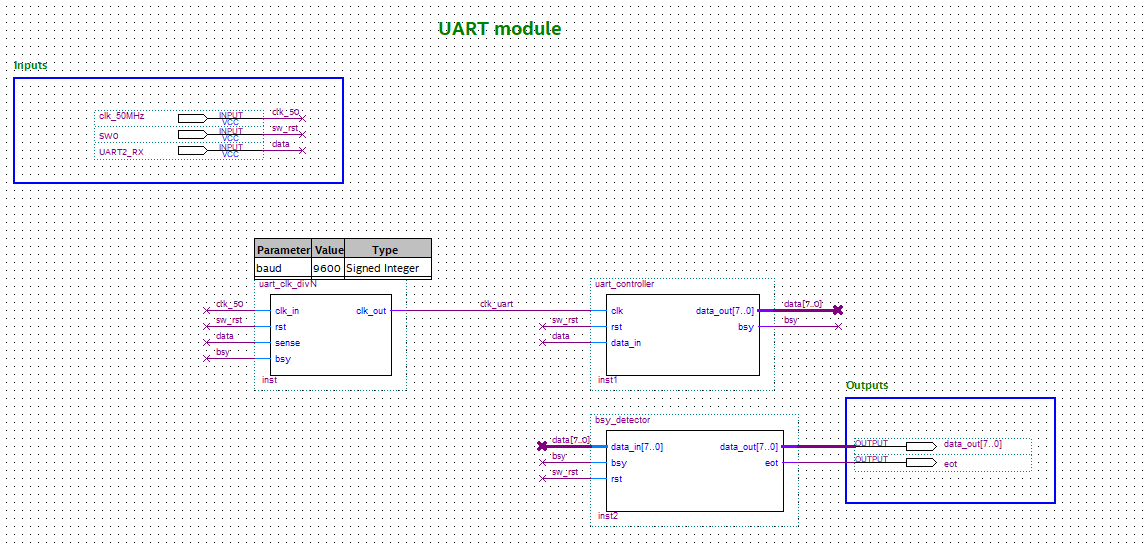 UART module
Inputs
clk_50MHz INPUT VCC clk_50
SW0 INPUT VCC sw_rst
UART2_RX INPUT VCC data
Parameter Value Type
baud 9600 Signed Integer
uart_clk_divN
clk_50 clk_in clk_out clk_uart
sw_rst rst
data sense
bsy bsy
inst
uart_controller
clk data_out[7..0] data[7..0]
sw_rst rst bsy bsy
data data_in
inst1
Outputs
bsy_detector
data[7..0] data_in[7..0] data_out[7..0] OUTPUT data_out[7..0]
bsy bsy eot OUTPUT eot
sw_rst rst
inst2